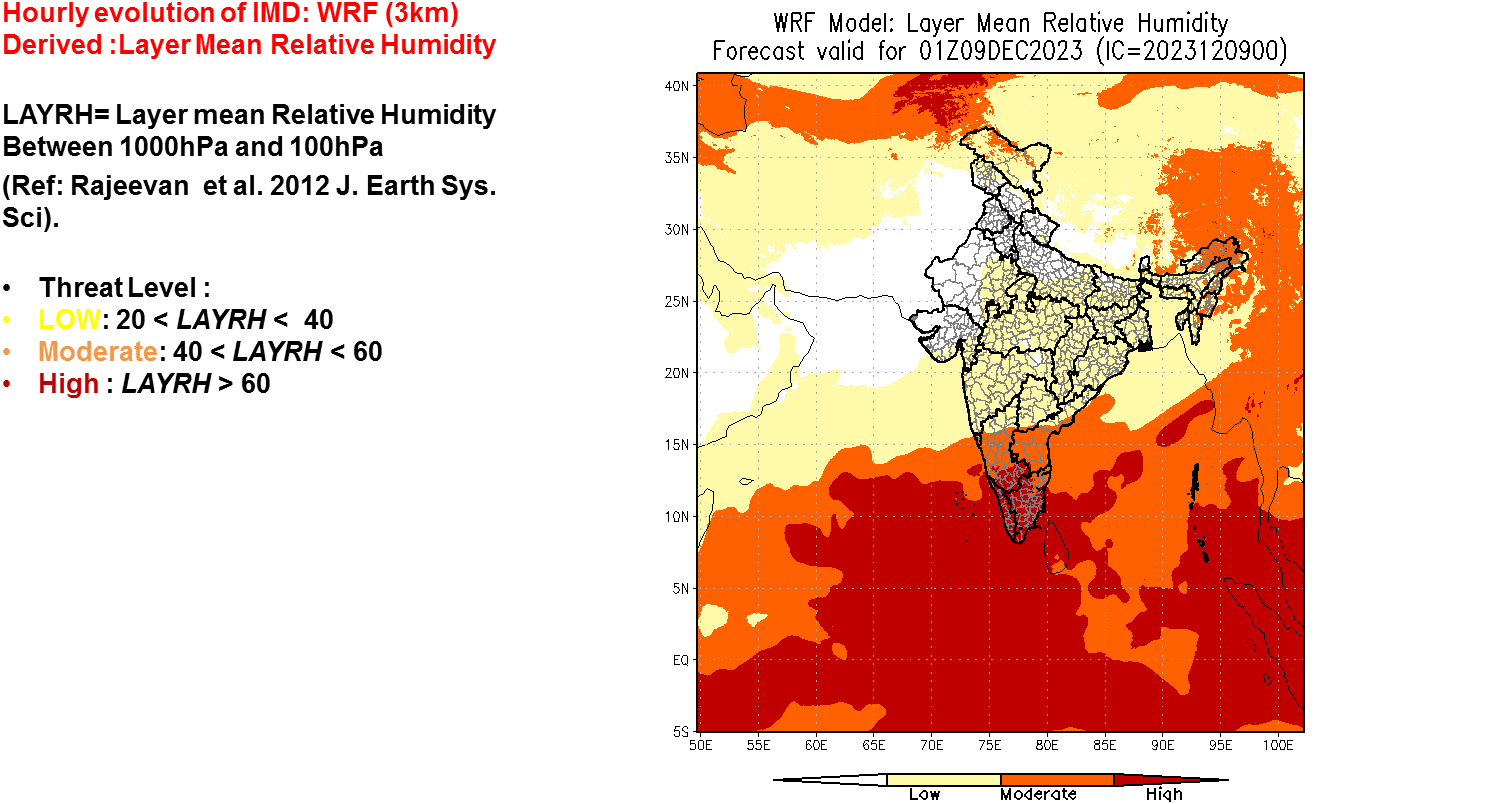 Hourly evolution of IMD: WRF (3km)
Derived :Layer Mean Relative Humidity
LAYRH= Layer mean Relative Humidity
Between 1000hPa and 100hPa
(Ref: Rajeevan et al. 2012 J. Earth Sys.
Sci).
• Threat Level :
• LOW: 20 < LAYRH < 40
• Moderate: 40 < LAYRH < 60
• High : LAYRH > 60
WRF Model: Layer Mean Relative Humidity
Forecast valid for 01Z09DEC2023 (IC=2023120900)
40N
35N
30N
25N
20N
15N
10N
5N
EQ
5S
50E 55E 60E 65E 70E 75E 80E 85E 90E 95E 100E
Low Moderate High